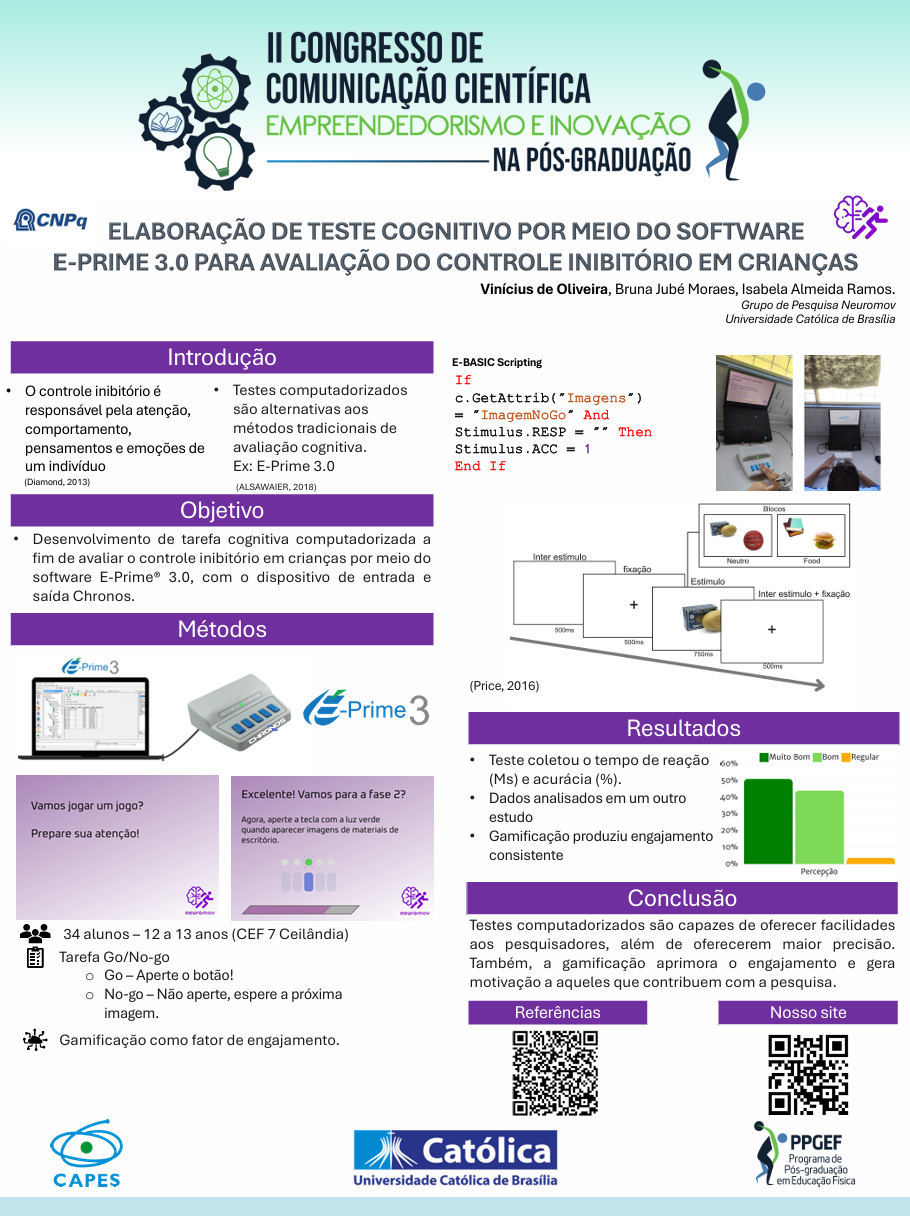 II CONGRESSO DE
COMUNICAÇÃO CIENTÍFICA
EMPREENDEDORISMO E INOVAÇÃO
NA PÓS-GRADUAÇÃO
CNPq
ELABORAÇÃO DE TESTE COGNITIVO POR MEIO DO SOFTWARE
E-PRIME 3.0 PARA AVALIAÇÃO DO CONTROLE INIBITÓRIO EM CRIANÇAS
Vinícius de Oliveira, Bruna Jubé Moraes, Isabela Almeida Ramos.
Grupo de Pesquisa Neuromov
Universidade Católica de Brasília
Introdução
• O controle inibitório é
responsável pela atenção,
comportamento,
pensamentos e emoções de
um indivíduo
(Diamond, 2013)
• Testes computadorizados
são alternativas aos
métodos tradicionais de
avaliação cognitiva.
Ex: E-Prime 3.0
(ALSAWAIER, 2018)
Objetivo
• Desenvolvimento de tarefa cognitiva computadorizada a
fim de avaliar o controle inibitório em crianças por meio do
software E-Prime® 3.0, com o dispositivo de entrada e
saída Chronos.
Métodos
E-Prime 3
CHRONOS
E-Prime 3
Vamos jogar um jogo?
Prepare sua atenção!
neuromov
Excelente! Vamos para a fase 2?
Agora, aperte a tecla com a luz verde
quando aparecer imagens de materiais de
escritório.
neuromov
34 alunos – 12 a 13 anos (CEF 7 Ceilândia)
Tarefa Go/No-go
o Go – Aperte o botão!
o No-go – Não aperte, espere a próxima
imagem.
Gamificação como fator de engajamento.
E-BASIC Scripting
If
c.GetAttrib("Imagens")
= "ImagemNoGo" And
Stimulus.RESP = "" Then
Stimulus.ACC = 1
End If
Blocos
Neutro
Food
Inter estimulo
fixação
Estímulo
Inter estimulo + fixação
+
+
500ms
500ms
750ms
500ms
(Price, 2016)
Resultados
• Teste coletou o tempo de reação
(Ms) e acurácia (%).
• Dados analisados em um outro
estudo
• Gamificação produziu engajamento
consistente
Muito Bom Bom Regular
60%
50%
40%
30%
20%
10%
0%
Percepção
Conclusão
Testes computadorizados são capazes de oferecer facilidades
aos pesquisadores, além de oferecerem maior precisão.
Também, a gamificação aprimora o engajamento e gera
motivação a aqueles que contribuem com a pesquisa.
Referências
Nosso site
CAPES
Católica
Universidade Católica de Brasília
PPGEF
Programa de
Pós-graduação
em Educação Física